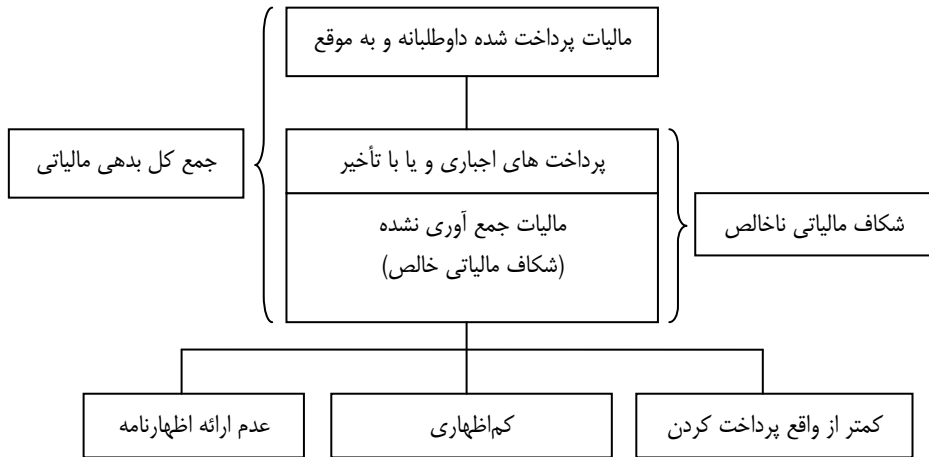 مالیات پرداخت شده داوطلبانه و به موقع
پرداخت های اجباری و یا با تأخیر
جمع کل بدهی مالیاتی
مالیات جمع آوری نشده
(شکاف مالیاتی خالص)
شکاف مالیاتی ناخالص
کمتر از واقع پرداخت کردن
کم‌اظهاری
عدم ارائه اظهارنامه